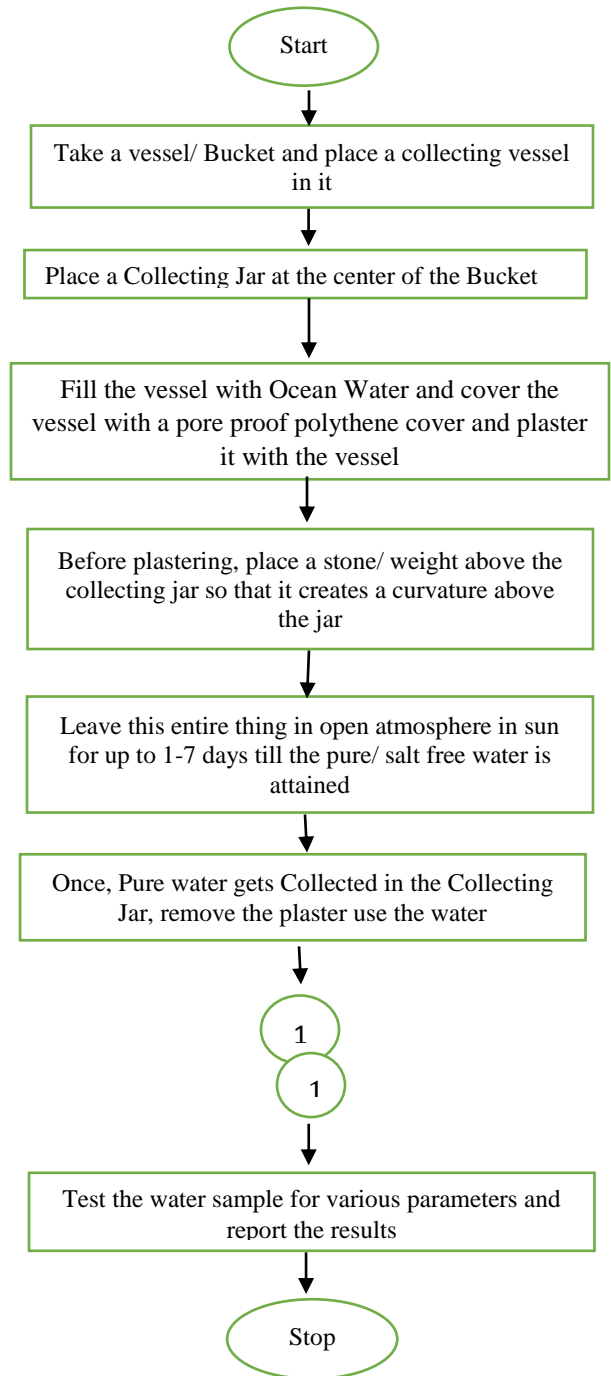 Start
Take a vessel/ Bucket and place a collecting vessel
in it
Place a Collecting Jar at the center of the Bucket
Fill the vessel with Ocean Water and cover the
vessel with a pore proof polythene cover and plaster
it with the vessel
Before plastering, place a stone/ weight above the
collecting jar so that it creates a curvature above
the jar
Leave this entire thing in open atmosphere in sun
for up to 1-7 days till the pure/ salt free water is
attained
Once, Pure water gets Collected in the Collecting
Jar, remove the plaster use the water
1
1
Test the water sample for various parameters and
report the results
Stop